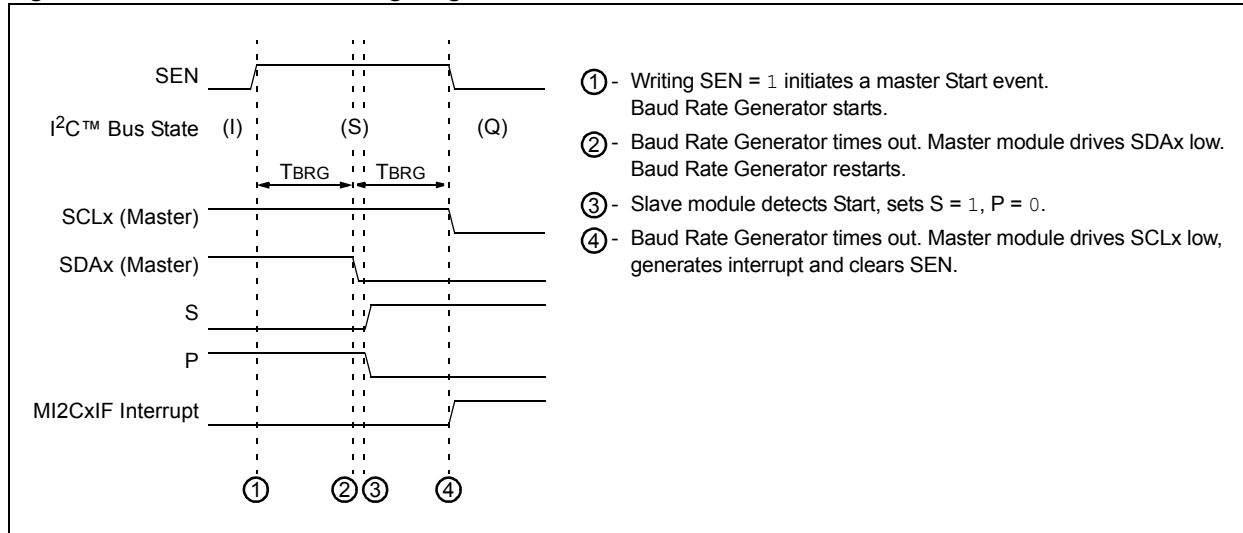 SEN
I2C™ Bus State (I) (S) (Q)
TBRG TBRG
SCLx (Master)
SDAx (Master)
S
P
MI2CxIF Interrupt
1 2 3 4
1 - Writing SEN = 1 initiates a master Start event.
Baud Rate Generator starts.
2 - Baud Rate Generator times out. Master module drives SDAx low.
Baud Rate Generator restarts.
3 - Slave module detects Start, sets S = 1, P = 0.
4 - Baud Rate Generator times out. Master module drives SCLx low,
generates interrupt and clears SEN.